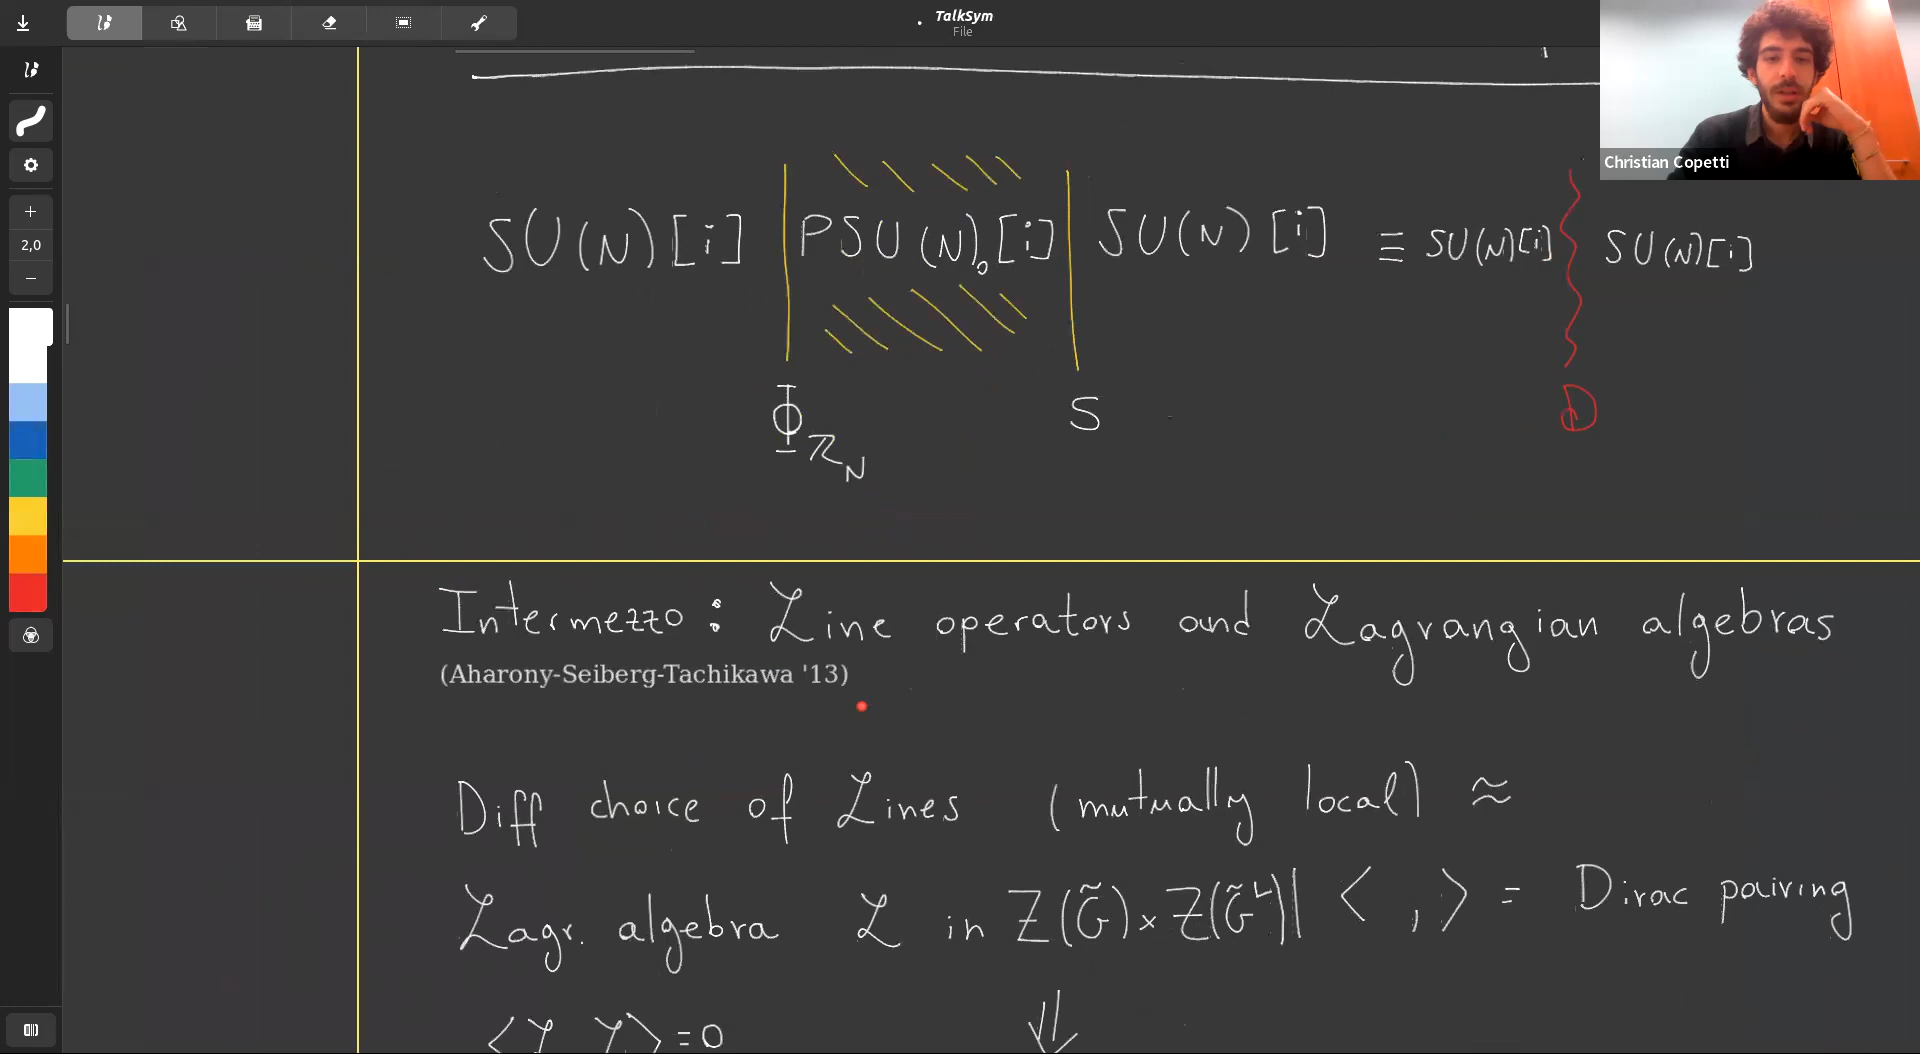 TalkSym
File
Christian Copetti
2,0
SU(N)[i] PSU(N)₀[i] SU(N)[i] ≡ SU(N)[i] SU(N)[i]
Φ_ℤ_N S D
Intermezzo: Line operators and Lagrangian algebras
(Aharony-Seiberg-Tachikawa '13)
Diff choice of Lines (mutually local) ≈
Lagr. algebra ℒ in Z(G̃) × Z(G̃ᴸ)| < , > = Dirac pairing
= 0